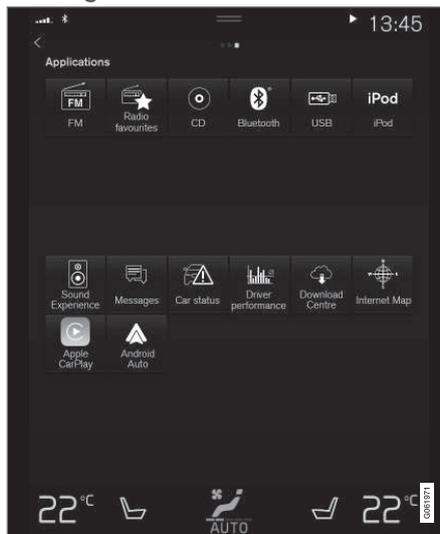 13:45
Applications
FM
iPod
FM
Radio
favourites
CD
Bluetooth
USB
iPod
Sound
Experience
Messages
Car status
Driver
performance
Download
Centre
Internet Map
Apple
CarPlay
Android
Auto
22°C
AUTO
22°C
G061971